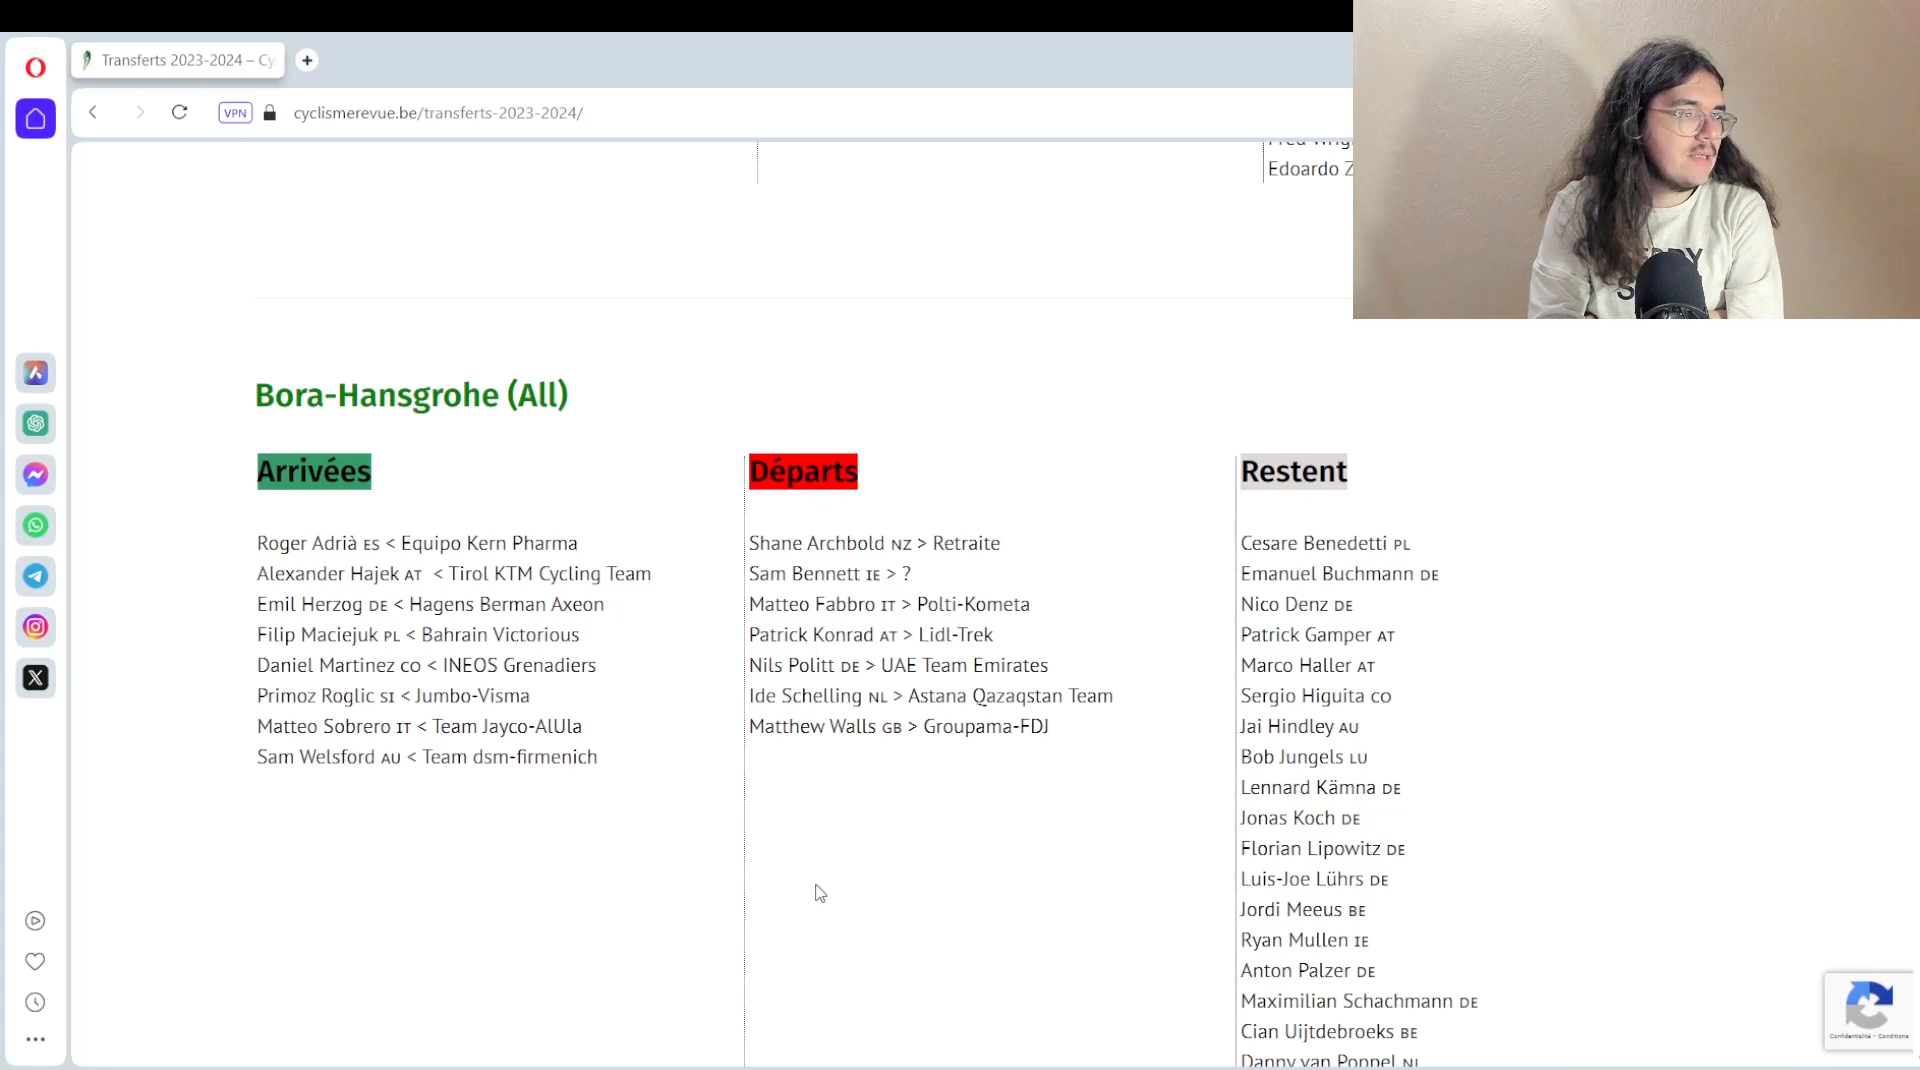 Transferts 2023-2024 – Cy
VPN
cyclismerevue.be/transferts-2023-2024/
Edoardo Z
Bora-Hansgrohe (All)
Arrivées
Roger Adrià ES < Equipo Kern Pharma
Alexander Hajek AT < Tirol KTM Cycling Team
Emil Herzog DE < Hagens Berman Axeon
Filip Maciejuk PL < Bahrain Victorious
Daniel Martinez CO < INEOS Grenadiers
Primoz Roglic SI < Jumbo-Visma
Matteo Sobrero IT < Team Jayco-AlUla
Sam Welsford AU < Team dsm-firmenich
Départs
Shane Archbold NZ > Retraite
Sam Bennett IE > ?
Matteo Fabbro IT > Polti-Kometa
Patrick Konrad AT > Lidl-Trek
Nils Politt DE > UAE Team Emirates
Ide Schelling NL > Astana Qazaqstan Team
Matthew Walls GB > Groupama-FDJ
Restent
Cesare Benedetti PL
Emanuel Buchmann DE
Nico Denz DE
Patrick Gamper AT
Marco Haller AT
Sergio Higuita CO
Jai Hindley AU
Bob Jungels LU
Lennard Kämna DE
Jonas Koch DE
Florian Lipowitz DE
Luis-Joe Lührs DE
Jordi Meeus BE
Ryan Mullen IE
Anton Palzer DE
Maximilian Schachmann DE
Cian Uijtdebroeks BE
Danny van Poppel NL
Confidentialité - Conditions